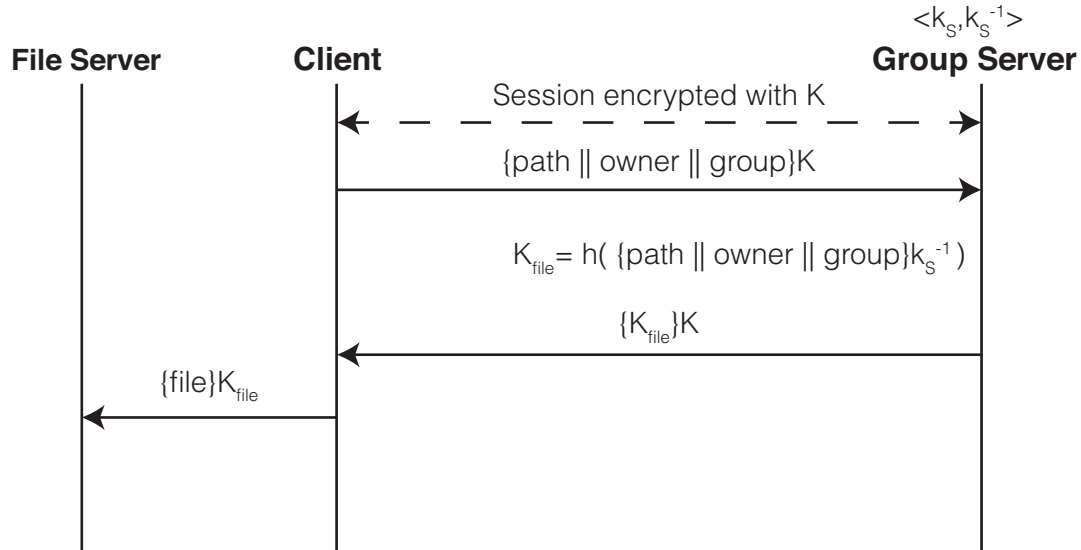 <k_S,k_S^-1>
File Server Client Group Server
Session encrypted with K
{path || owner || group}K
K_file= h( {path || owner || group}k_S^-1 )
{K_file}K
{file}K_file